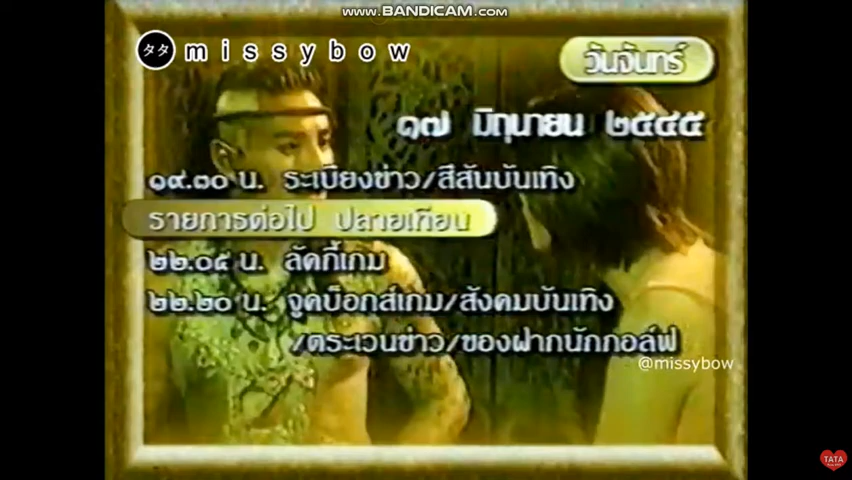 www.BANDICAM.com
タタ missybow
วันจันทร์
๑๗ มิถุนายน ๒๕๔๕
๑๙.๓๐ น. ระเบียงข่าว/สีสันบันเทิง
รายการต่อไป ปลายเทียน
๒๒.๐๕ น. ลัคกี้เกม
๒๒.๒๐ น. จูคบ็อกส์เกม/สังคมบันเทิง
/ตระเวนข่าว/ของฝากนักกอล์ฟ
@missybow
TATA